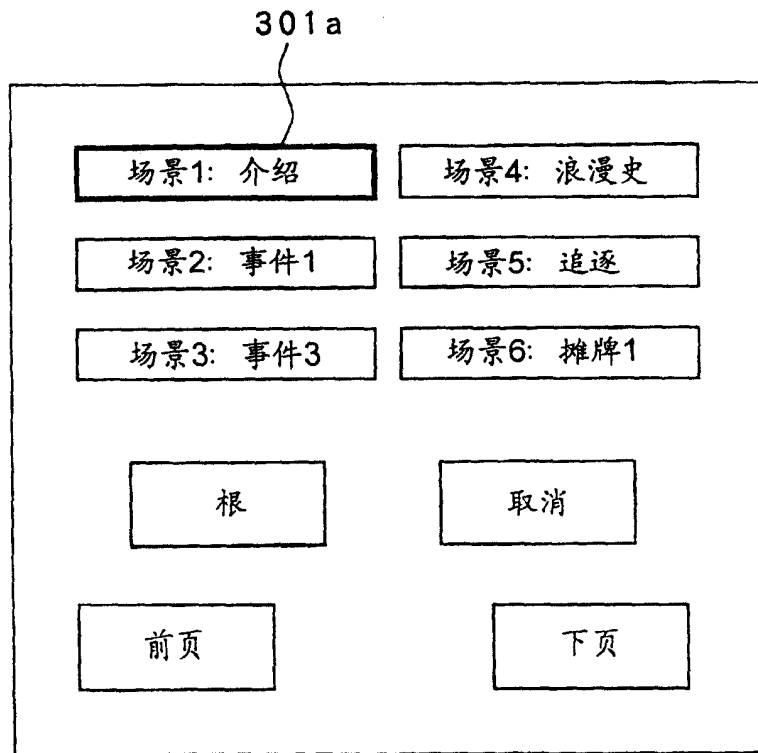 301a
场景1: 介绍
场景4: 浪漫史
场景2: 事件1
场景5: 追逐
场景3: 事件3
场景6: 摊牌1
根
取消
前页
下页